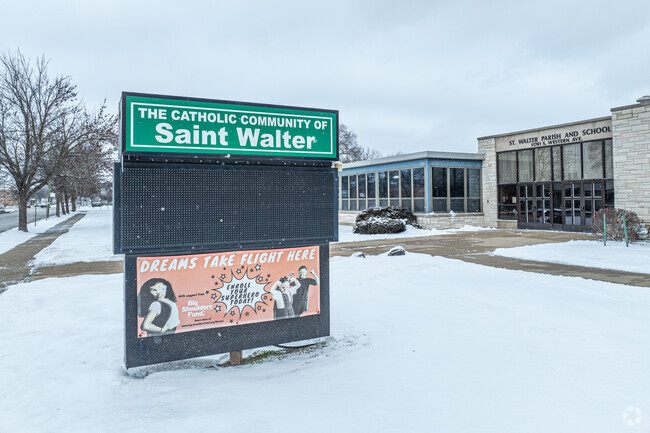 THE CATHOLIC COMMUNITY OF
Saint Walter
DREAMS TAKE FLIGHT HERE
ENROLL
YOUR
SUPERHERO
TODAY!
Big
Shoulders
Fund
ST. WALTER PARISH AND SCHOOL
S. WESTERN AVE.